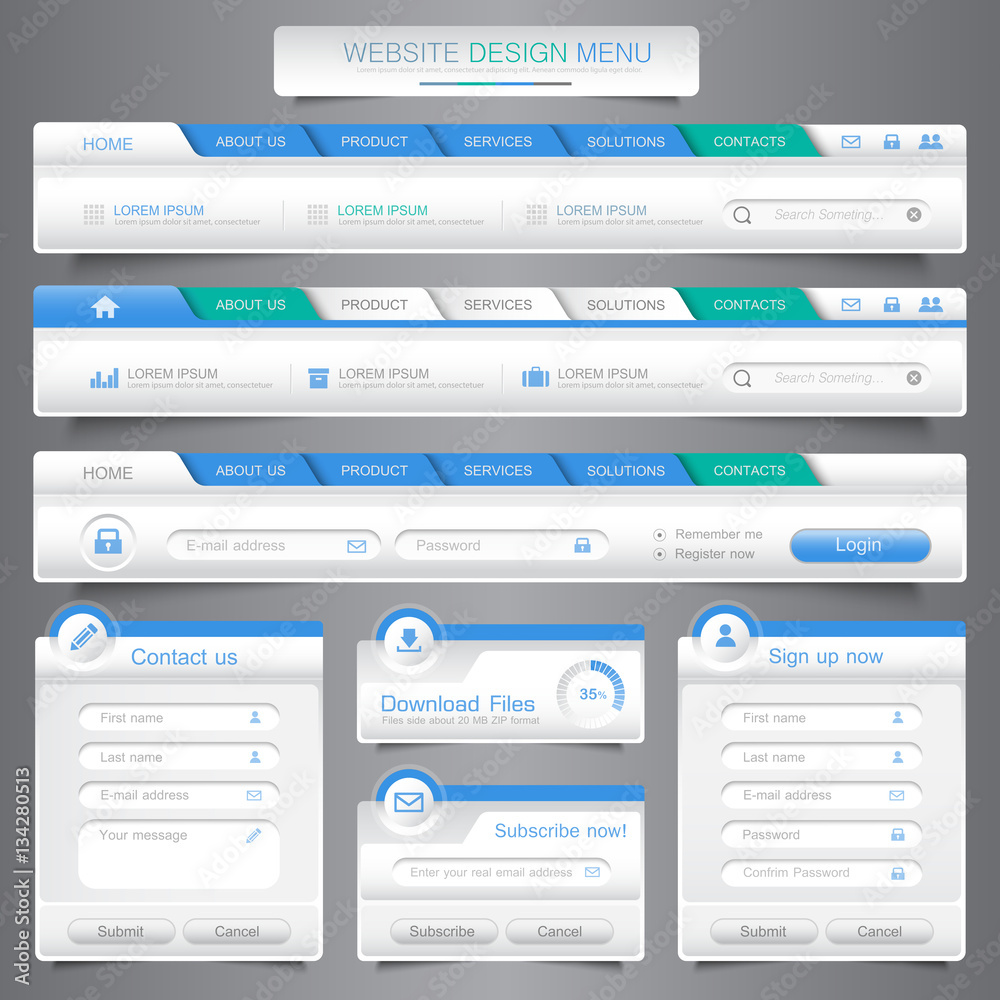 WEBSITE DESIGN MENU
Lorem ipsum dolor sit amet, consectetuer adipiscing elit. Aenean commodo ligula eget dolor.
HOME ABOUT US PRODUCT SERVICES SOLUTIONS CONTACTS
LOREM IPSUM LOREM IPSUM LOREM IPSUM Search Someting...
Lorem ipsum dolor sit amet, consectetuer Lorem ipsum dolor sit amet, consectetuer Lorem ipsum dolor sit amet, consectetuer
ABOUT US PRODUCT SERVICES SOLUTIONS CONTACTS
LOREM IPSUM LOREM IPSUM LOREM IPSUM Search Someting...
Lorem ipsum dolor sit amet, consectetuer Lorem ipsum dolor sit amet, consectetuer Lorem ipsum dolor sit amet, consectetuer
HOME ABOUT US PRODUCT SERVICES SOLUTIONS CONTACTS
E-mail address Password Remember me Login
Register now
Contact us
First name
Last name
E-mail address
Your message
Submit Cancel
Download Files 35%
Files side about 20 MB ZIP format
Subscribe now!
Enter your real email address
Subscribe Cancel
Sign up now
First name
Last name
E-mail address
Password
Confrim Password
Submit Cancel
Adobe Stock | #134280513